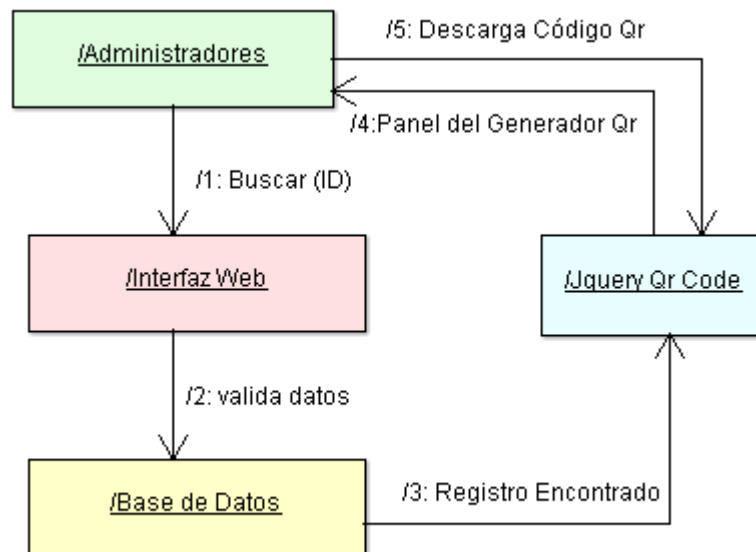 /5: Descarga Código Qr
/Administradores
/4:Panel del Generador Qr
/1: Buscar (ID)
/Interfaz Web
/Jquery Qr Code
/2: valida datos
/3: Registro Encontrado
/Base de Datos